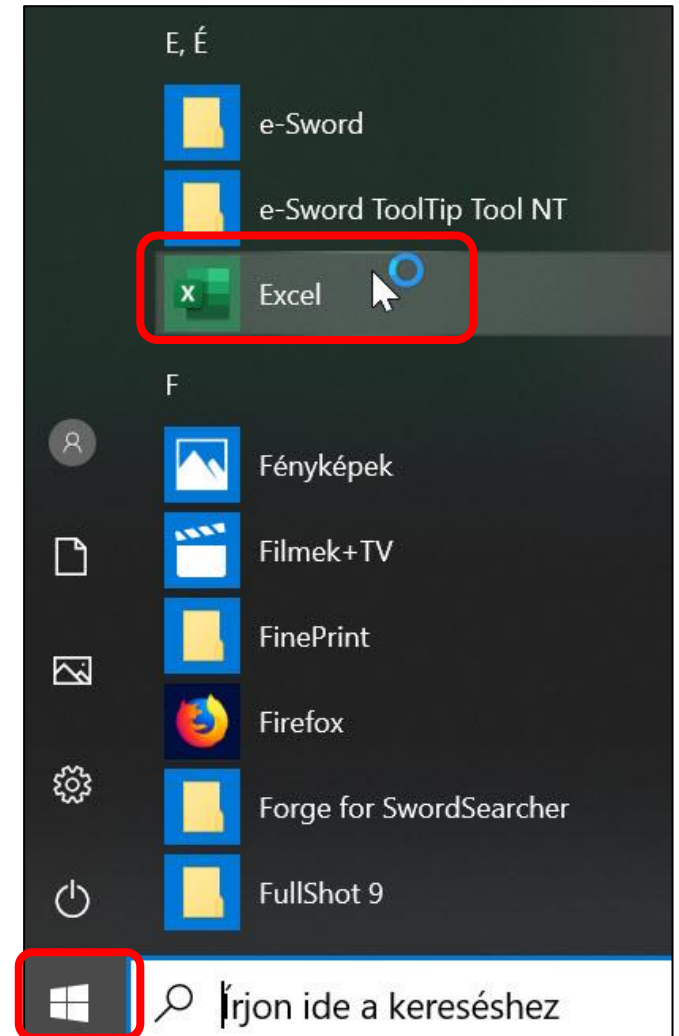 E, É
e-Sword
e-Sword ToolTip Tool NT
Excel
F
Fényképek
Filmek+TV
FinePrint
Firefox
Forge for SwordSearcher
FullShot 9
Írjon ide a kereséshez